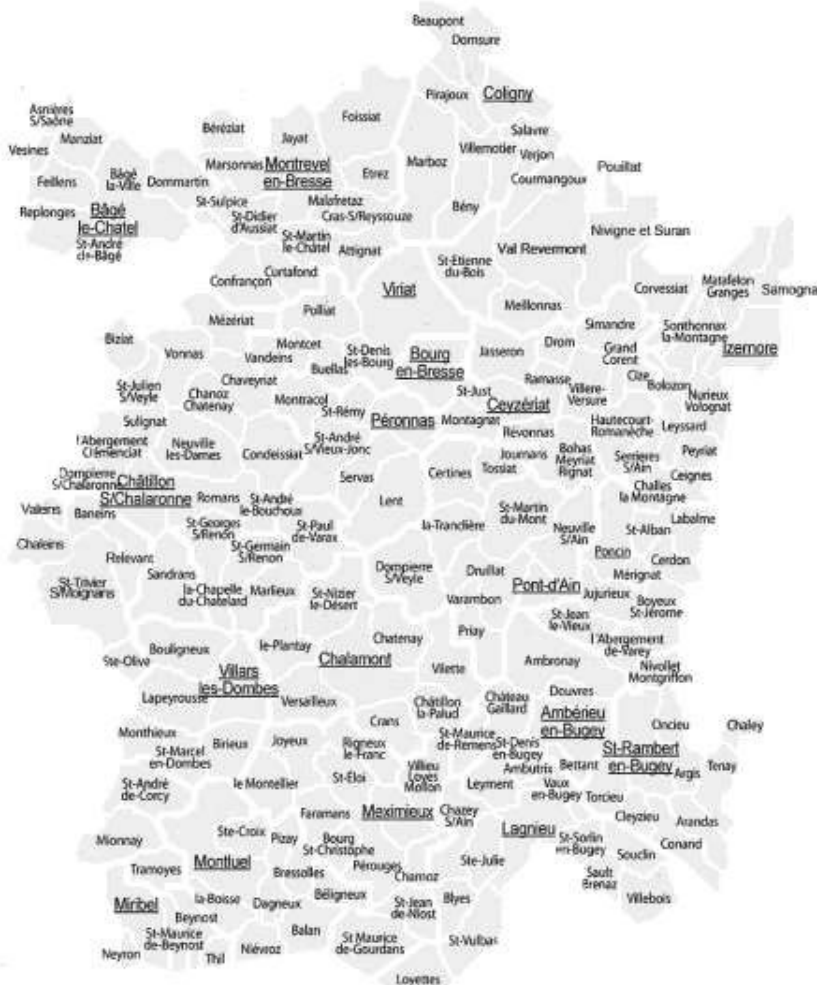 Beaupont
Domsure
Pirajoux
Coligny
Asnières
S/Saône
Foissiat
Béréziat
Jayat
Salavre
Manziat
Villemotier
Verjon
Vesines
Marboz
Marsonnas
Montrevel
en-Bresse
Etrez
Pouillat
Bâgé
la-Ville
Feillens
Dommartin
Courmangoux
St-Sulpice
Malafretaz
Bény
Replonges
Bâgé
le-Chatel
St-Didier
d'Aussiat
Cras-S/Reyssouze
Nivigne et Suran
St-Martin
le-Châtel
St-André
de-Bâgé
Attignat
Val Revermont
St-Etienne
du-Bois
Curtafond
Confrançon
Viriat
Corvessiat
Matafelon
Granges
Samogna
Meillonnas
Polliat
Mézériat
Simandre
Sonthonnax
la-Montagne
Biziat
Montcet
Drom
Izernore
Vonnas
Vandeins
St-Denis
les-Bourg
Bourg
en-Bresse
Jasseron
Grand
Corent
Buellas
Ramasse
Cize
Bolozon
St-Julien
S/Veyle
Chaveynat
Chanoz
Chatenay
Montracol
St-Just
Ceyzériat
Villere-
Versure
Nurieux
Volognat
St-Rémy
Sulignat
Péronnas
Montagnat
Revonnas
Hautecourt-
Romanèche
Leyssard
l'Abergement
Clémenciat
Neuville
les-Dames
Condeissiat
St-André
S/Vieux-Jonc
Journans
Bohas
Meyriat
Rignat
Serrieres
S/Ain
Peyriat
Dompierre
S/Chalaronne
Châtillon
S/Chalaronne
Servas
Certines
Tossiat
Ceignes
Challes
la Montagne
Romans
St-André
le-Bouchoux
Lent
Valeins
Baneins
St-Martin
du-Mont
Labalme
St-Georges
S/Renon
St-Paul
de-Varax
la-Tranclière
Neuville
S/Ain
St-Alban
Chaleins
St-Germain
S/Renon
Poncin
Cerdon
Relevant
Sandrans
Dompierre
S/Veyle
Druillat
Mérignat
St-Trivier
S/Moignans
la-Chapelle
du-Chatelard
Marlieux
St-Nizier
le-Désert
Varambon
Pont-d'Ain
Jujurieux
Boyeux
St-Jérome
St-Jean
le-Vieux
Priay
Chatenay
l'Abergement
de-Varey
Bouligneux
le-Plantay
Ste-Olive
Chalamont
Vilette
Ambronay
Nivollet
Montgriffon
Villars
les-Dombes
Lapeyrousse
Versailleux
Châtillon
la-Palud
Château
Gaillard
Douvres
Ambérieu
en-Bugey
Crans
Oncieu
Chaley
Monthieux
Birieux
Joyeux
Rigneux
le-Franc
St-Maurice
de-Remens
St-Denis
en-Bugey
St-Rambert
en-Bugey
St-Marcel
en-Dombes
Ambutrix
Bettant
Argis
Tenay
Villieu
Loyes
Mollon
St-Éloi
Leyment
Vaux
en-Bugey
Torcieu
St-André
de-Corcy
le Montellier
Faramans
Meximieux
Chazey
S/Ain
Cleyzieu
Arandas
Mionnay
Ste-Croix
Pizay
Bourg
St-Christophe
Lagnieu
St-Sorlin
en-Bugey
Conand
Souclin
Tramoyes
Montluel
Bressolles
Pérouges
Charnoz
Ste-Julie
Sault
Brenaz
Villebois
Miribel
la-Boisse
Dagneux
Béligneux
St-Jean
de-Niost
Blyes
Beynost
St-Maurice
de-Beynost
Balan
St Maurice
de-Gourdans
St-Vulbas
Neyron
Thil
Niévroz
Loyettes